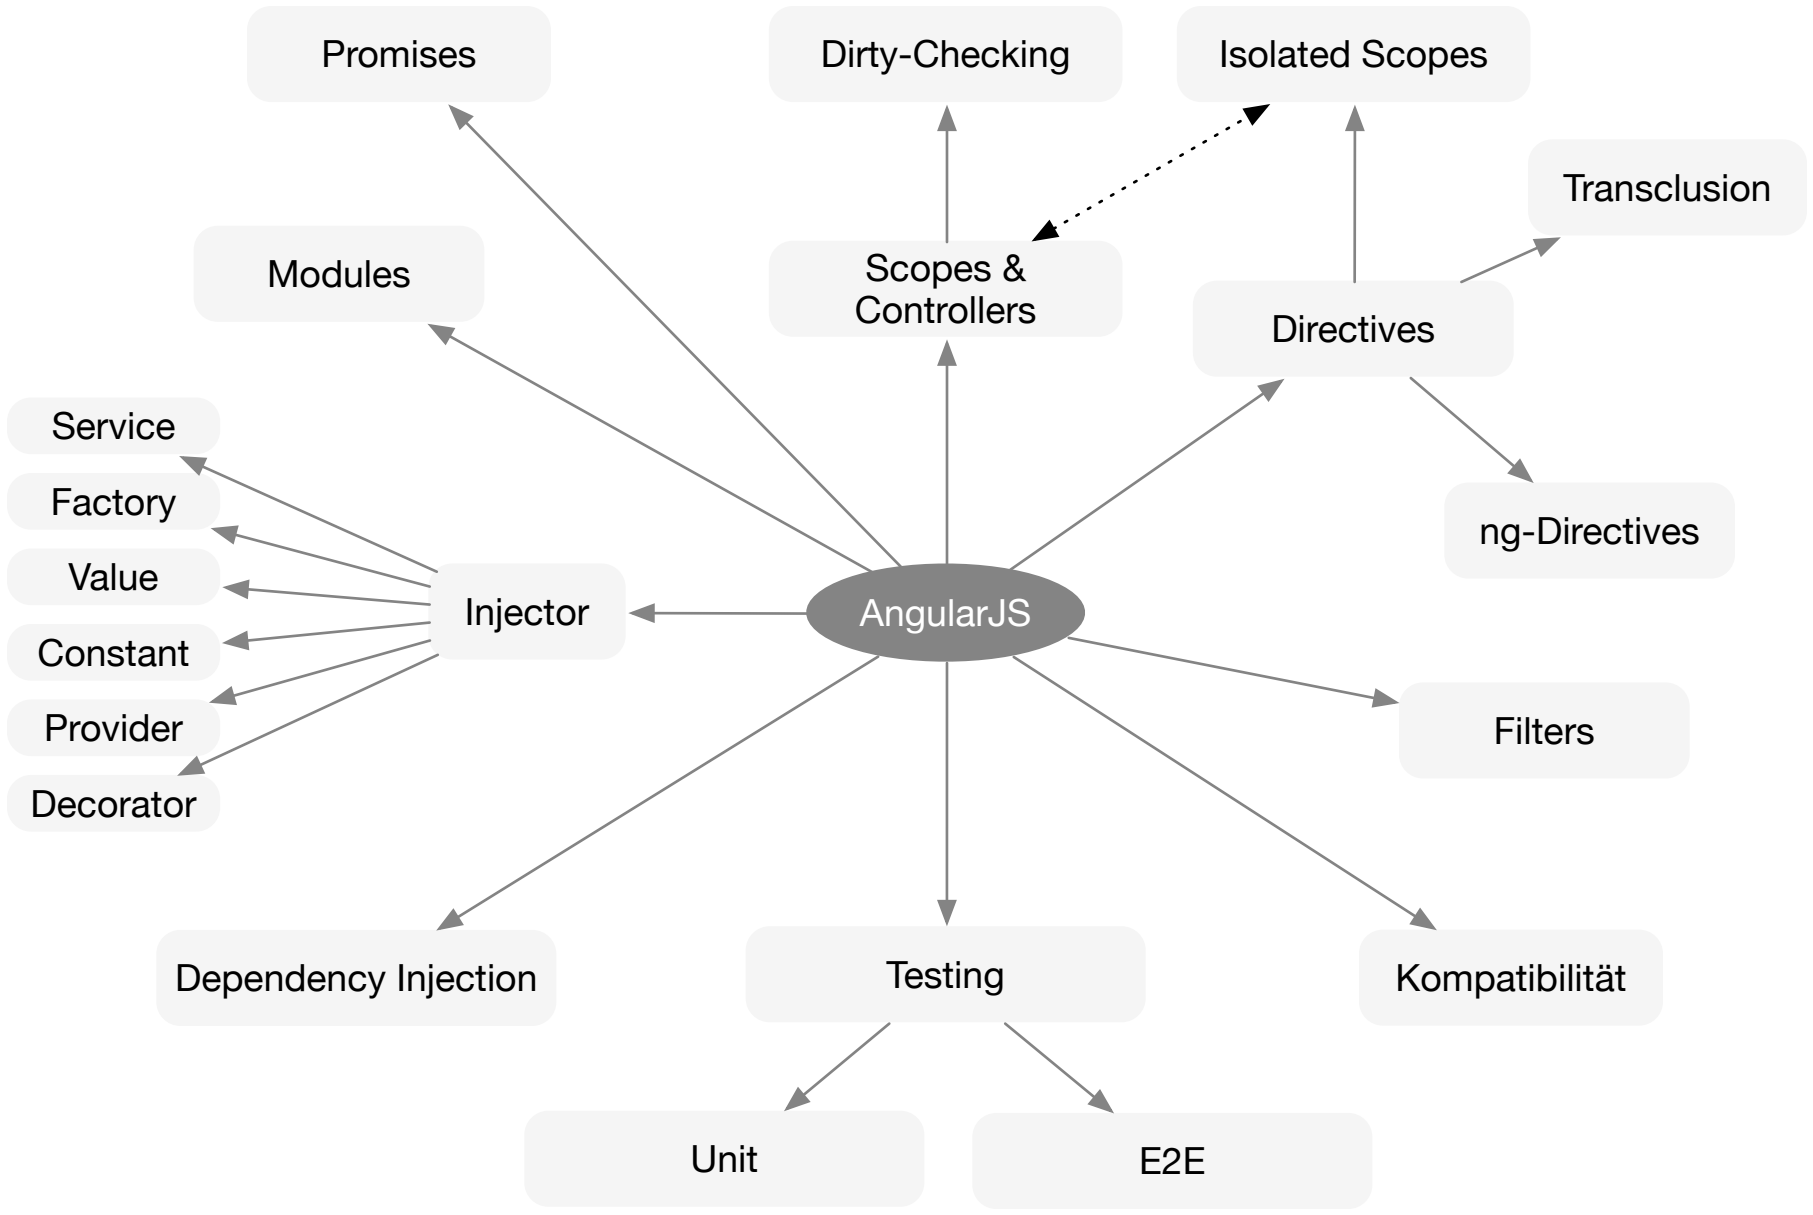 Promises
Dirty-Checking
Isolated Scopes
Transclusion
Modules
Scopes &
Controllers
Directives
Service
Factory
ng-Directives
Value
Injector
AngularJS
Constant
Provider
Filters
Decorator
Dependency Injection
Testing
Kompatibilität
Unit
E2E